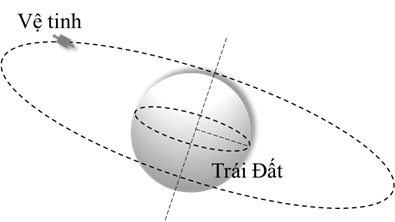 Vệ tinh
Trái Đất